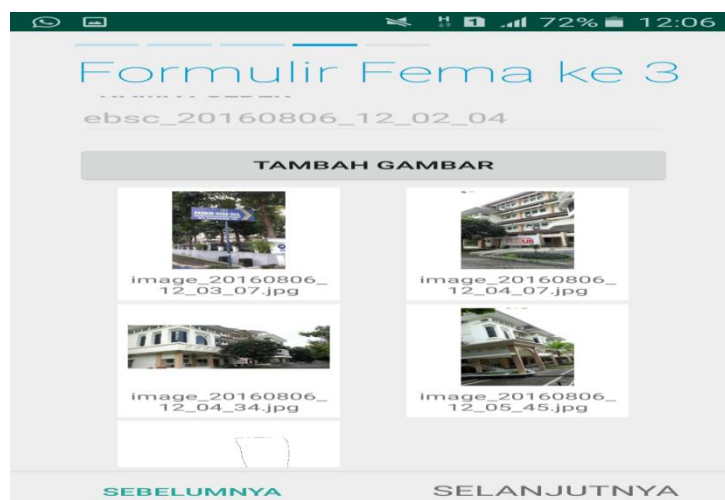 72% 12:06
Formulir Fema ke 3
ebsc_20160806_12_02_04
TAMBAH GAMBAR
image_20160806_
12_03_07.jpg
image_20160806_
12_04_07.jpg
image_20160806_
12_04_34.jpg
image_20160806_
12_05_45.jpg
SEBELUMNYA
SELANJUTNYA